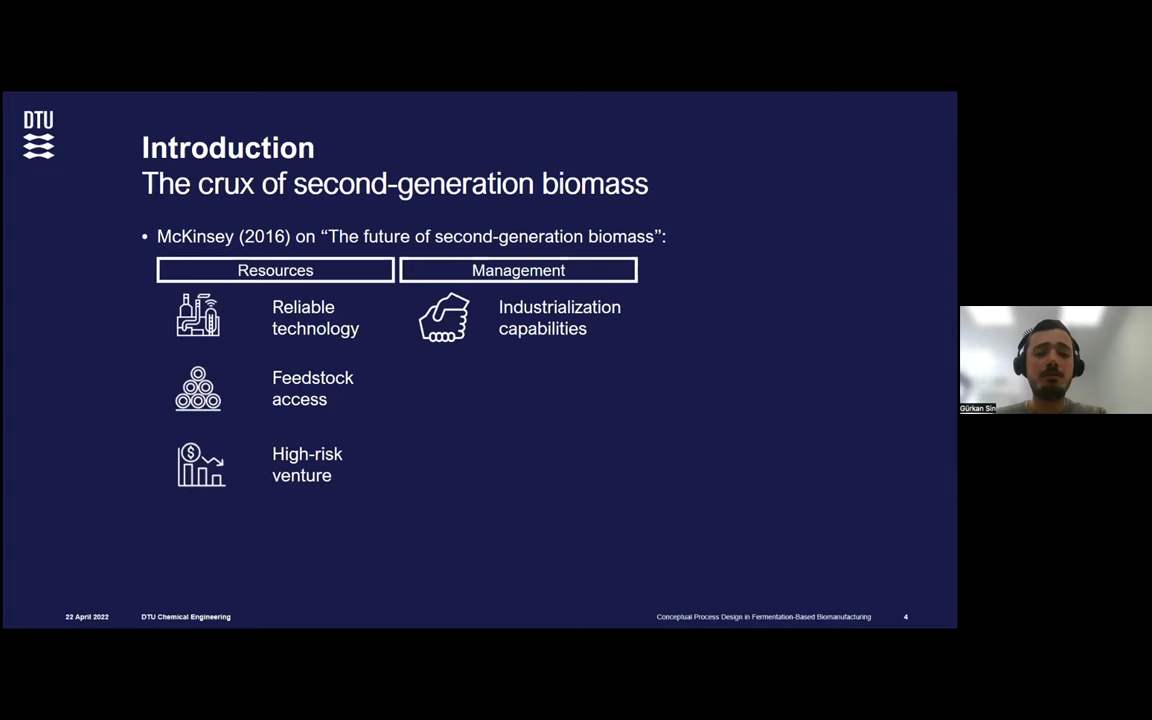 DTU
Introduction
The crux of second-generation biomass
• McKinsey (2016) on “The future of second-generation biomass”:
Resources
Management
Reliable
technology
Industrialization
capabilities
Feedstock
access
$
High-risk
venture
Gürkan Sin
22 April 2022
DTU Chemical Engineering
Conceptual Process Design in Fermentation-Based Biomanufacturing
4